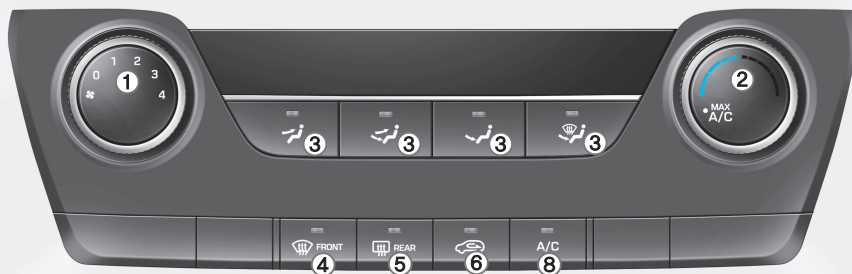 0 1 2 3 4
①
②
MAX
A/C
③ ③ ③ ③
FRONT REAR A/C
④ ⑤ ⑥ ⑧